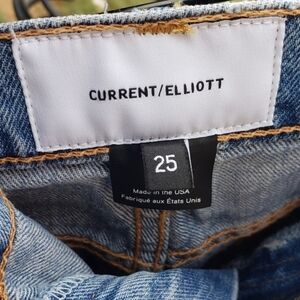 CURRENT/ELLIOTT
25
Made in the USA
Fabriqué aux États Unis